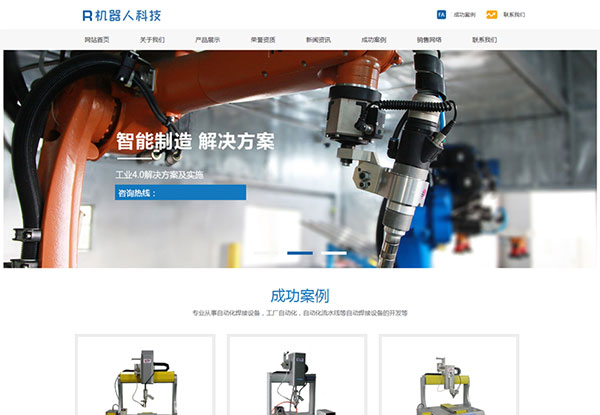 R机器人科技
FA 成功案例 联系我们
网站首页 关于我们 产品展示 荣誉资质 新闻资讯 成功案例 销售网络 联系我们
智能制造 解决方案
工业4.0解决方案及实施
咨询热线：
成功案例
专业从事自动化焊接设备，工厂自动化，自动化流水线等自动焊接设备的开发等